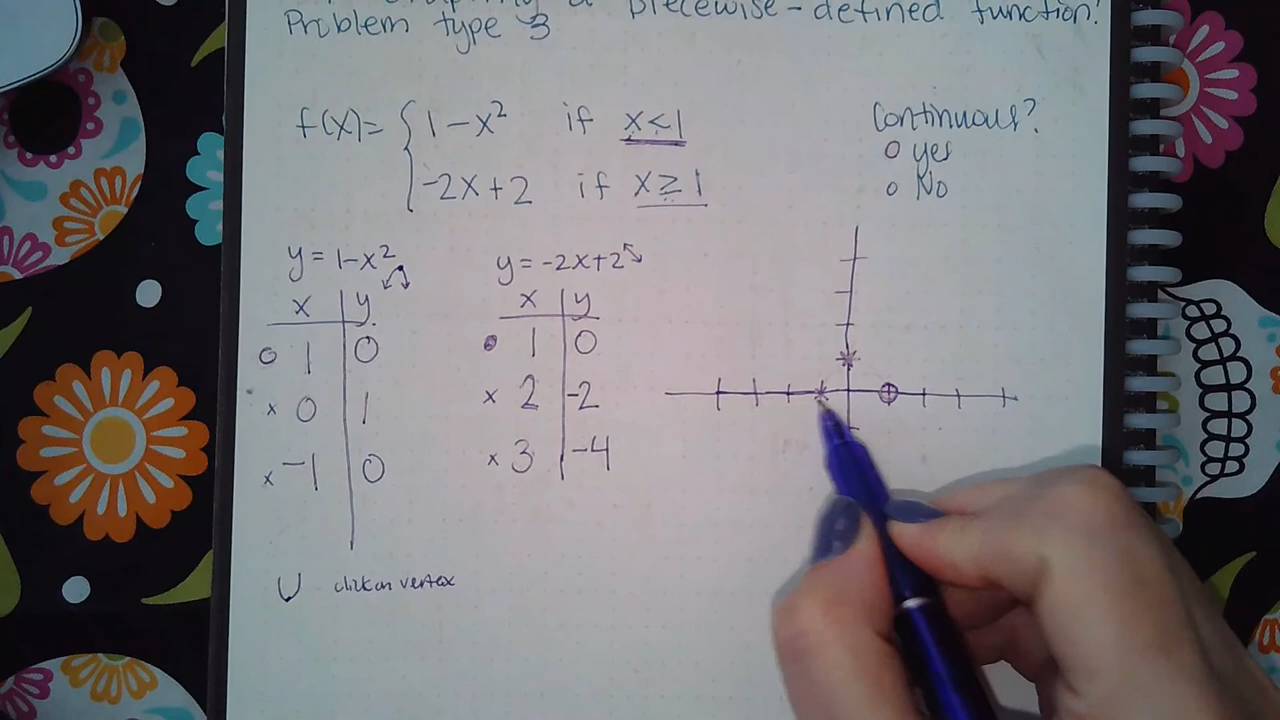 a piecewise-defined function!
Problem type 3
f(x)= { 1-x² if x<1
-2x+2 if x≥1
Continuous?
o yes
o No
y = 1-x²
x | y
o 1 | 0
x 0 | 1
x -1 | 0
y = -2x+2
x | y
1 | 0
x 2 | -2
x 3 | -4
U click on vertex